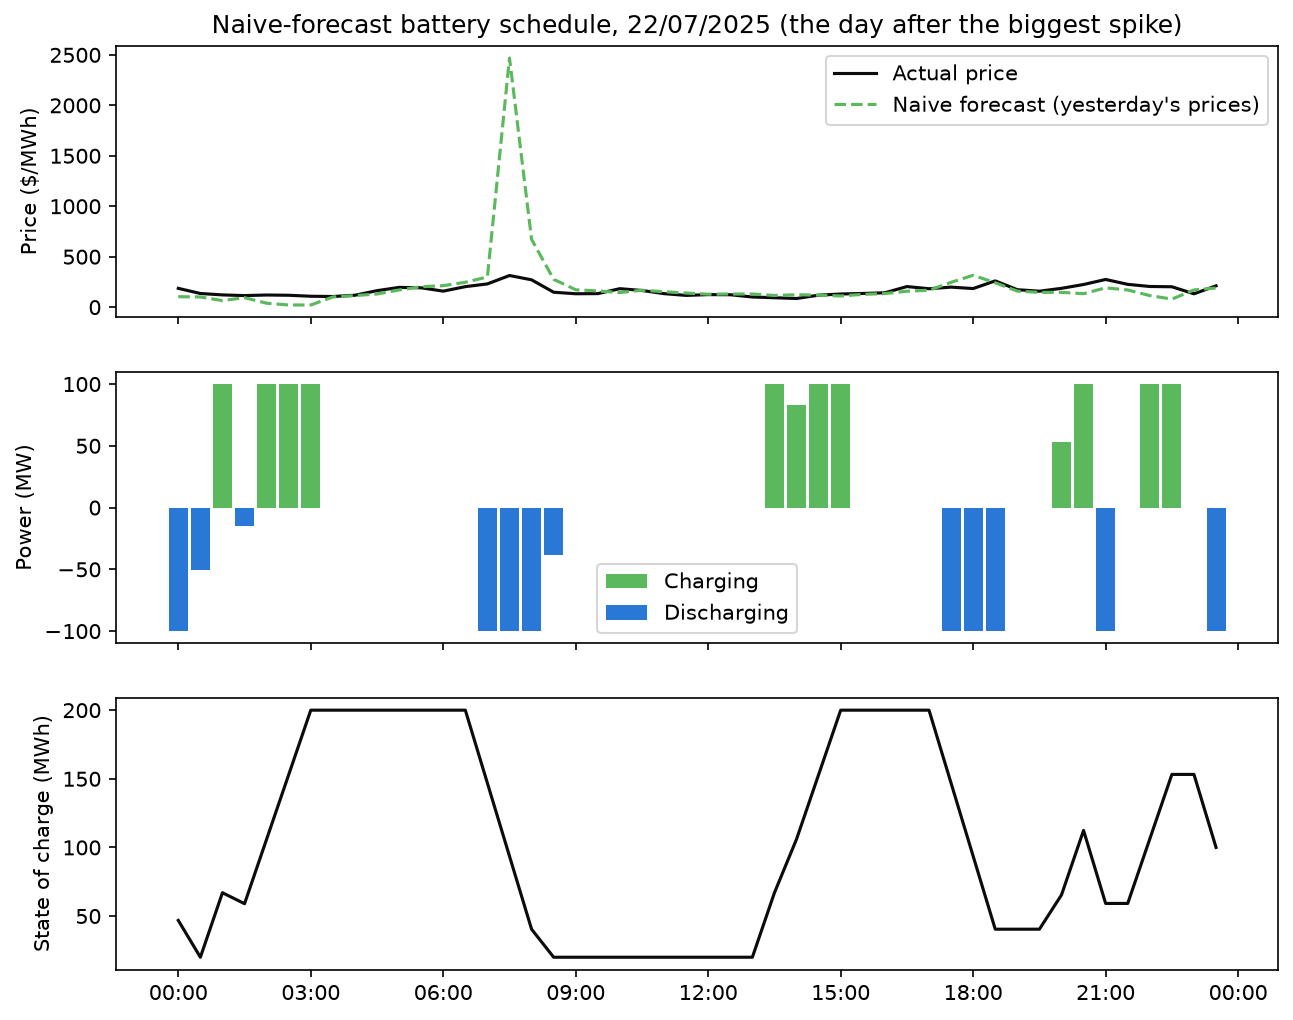 Naive-forecast battery schedule, 22/07/2025 (the day after the biggest spike)
Price ($/MWh)
2500
2000
1500
1000
500
0
Actual price
Naive forecast (yesterday's prices)
Power (MW)
100
50
0
−50
−100
Charging
Discharging
State of charge (MWh)
200
150
100
50
00:00 03:00 06:00 09:00 12:00 15:00 18:00 21:00 00:00